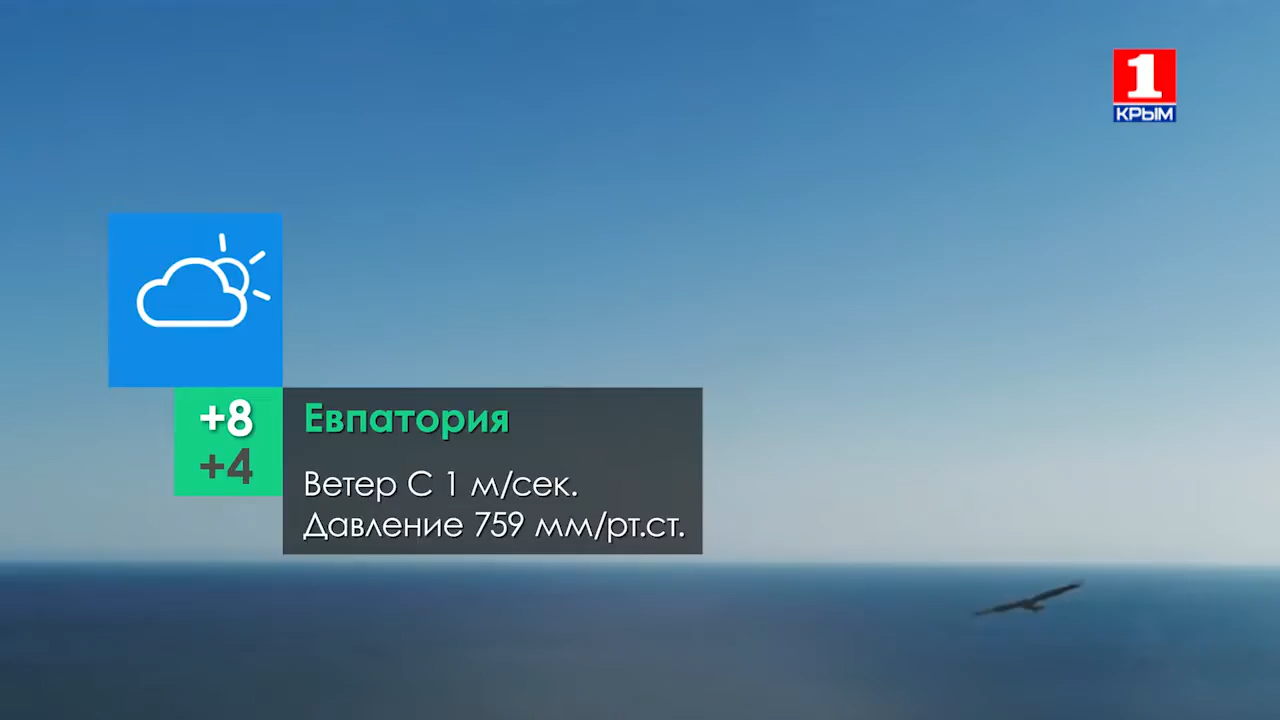 1
КРЫМ
+8
+4
Евпатория
Ветер С 1 м/сек.
Давление 759 мм/рт.ст.